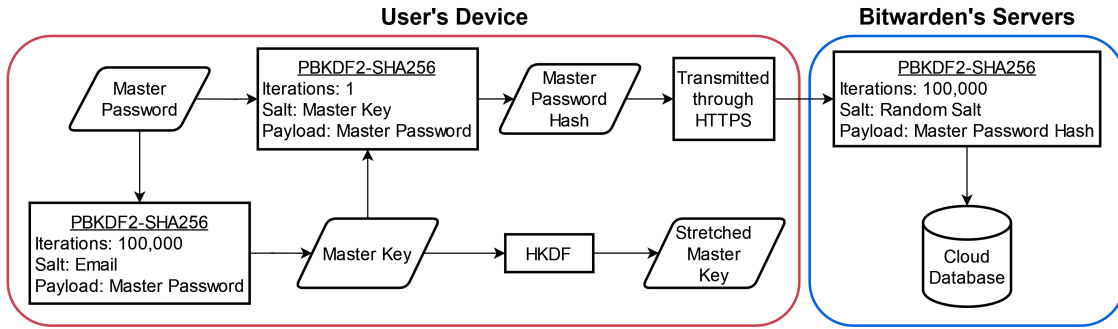 User's Device
Bitwarden's Servers
Master
Password
PBKDF2-SHA256
Iterations: 1
Salt: Master Key
Payload: Master Password
Master
Password
Hash
Transmitted
through
HTTPS
PBKDF2-SHA256
Iterations: 100,000
Salt: Random Salt
Payload: Master Password Hash
PBKDF2-SHA256
Iterations: 100,000
Salt: Email
Payload: Master Password
Master Key
HKDF
Stretched
Master
Key
Cloud
Database